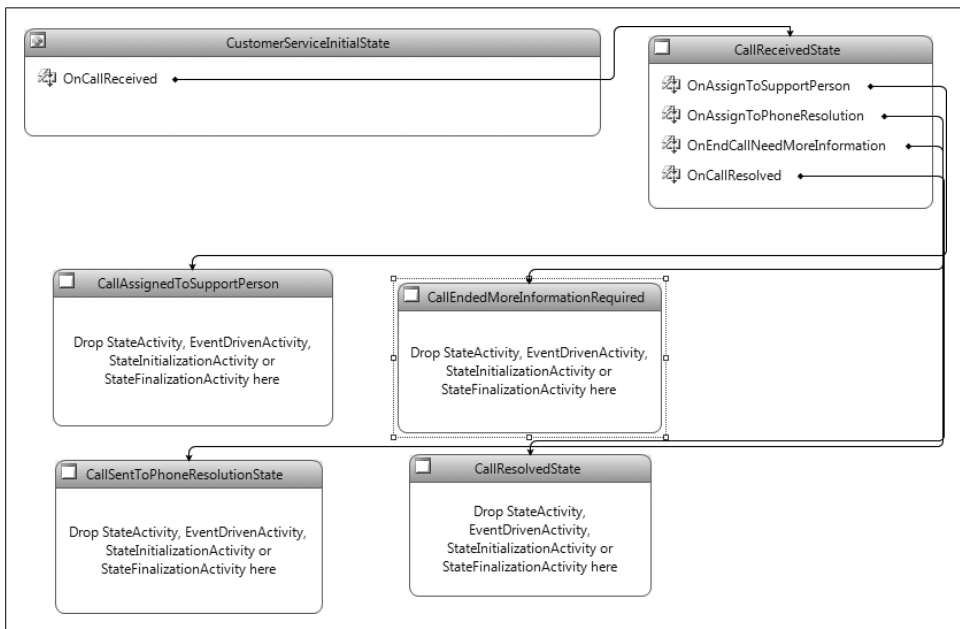 CustomerServiceInitialState
OnCallReceived
CallReceivedState
OnAssignToSupportPerson
OnAssignToPhoneResolution
OnEndCallNeedMoreInformation
OnCallResolved
CallAssignedToSupportPerson
Drop StateActivity, EventDrivenActivity,
StateInitializationActivity or
StateFinalizationActivity here
CallEndedMoreInformationRequired
Drop StateActivity, EventDrivenActivity,
StateInitializationActivity or
StateFinalizationActivity here
CallSentToPhoneResolutionState
Drop StateActivity, EventDrivenActivity,
StateInitializationActivity or
StateFinalizationActivity here
CallResolvedState
Drop StateActivity,
EventDrivenActivity,
StateInitializationActivity or
StateFinalizationActivity here